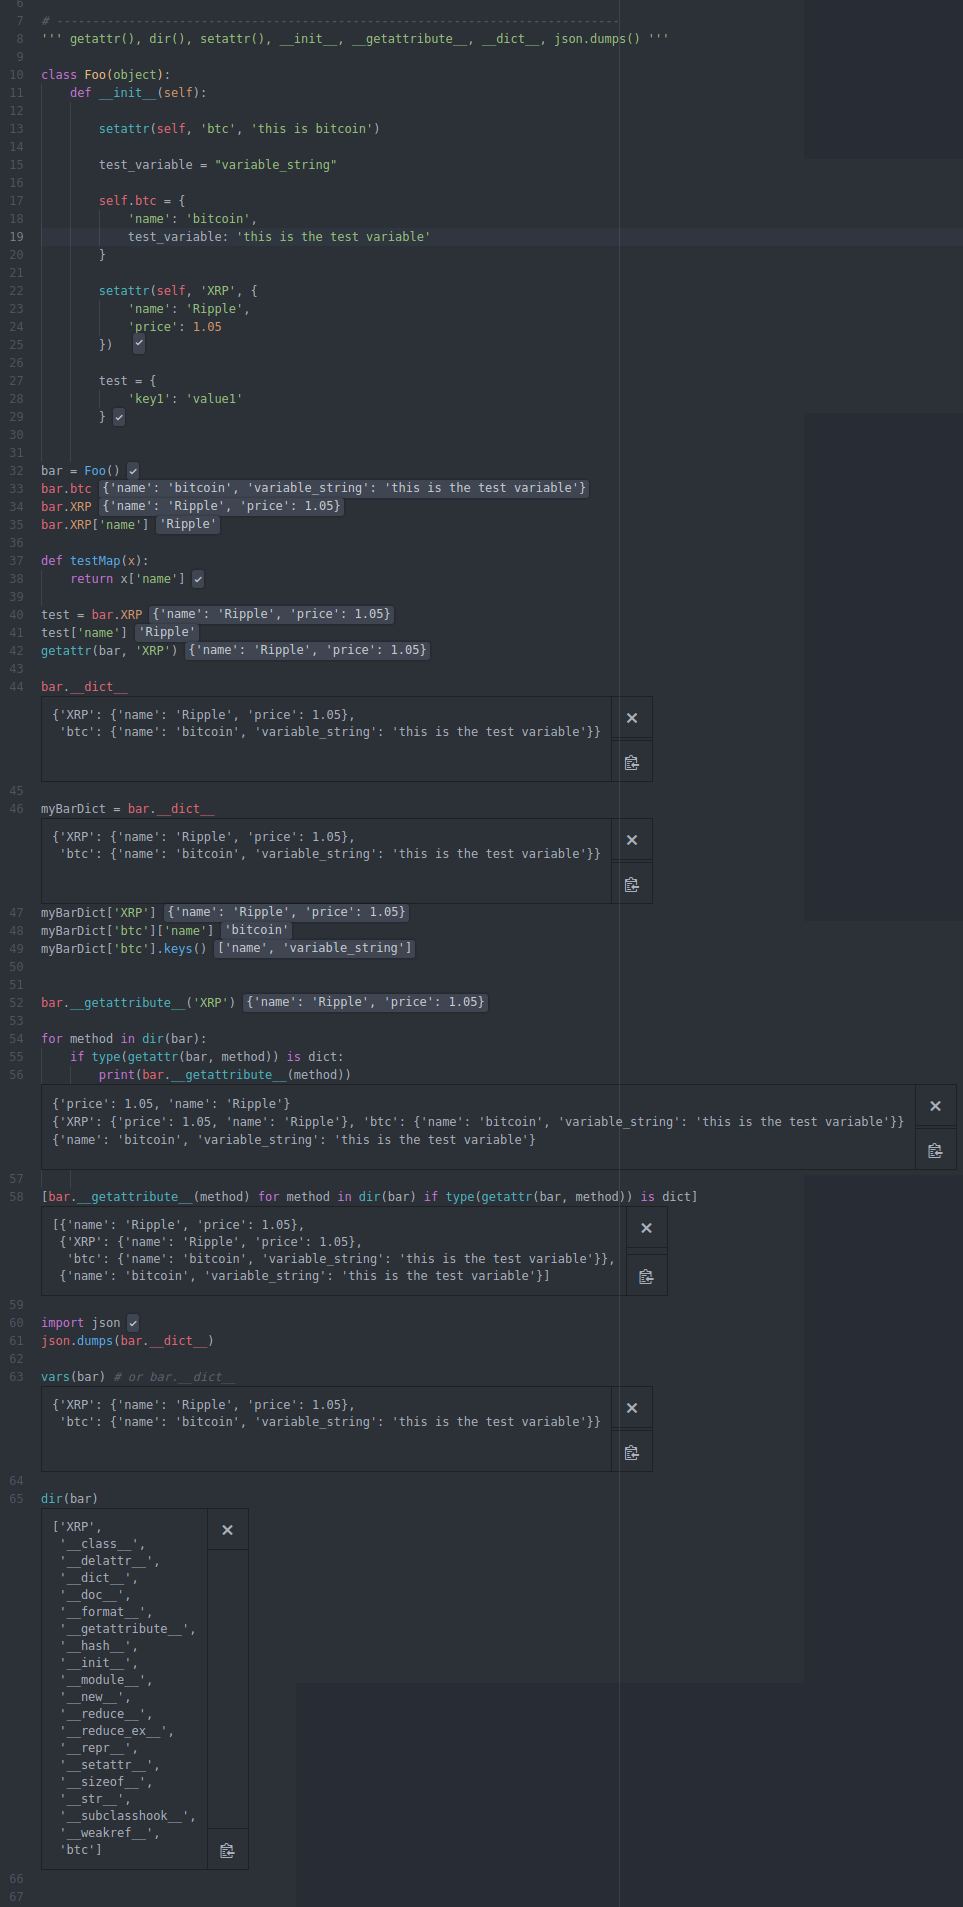 6
7 # ------------------------------------------------------------------------------
8 ''' getattr(), dir(), setattr(), __init__, __getattribute__, __dict__, json.dumps() '''
9
10 class Foo(object):
11     def __init__(self):
12
13         setattr(self, 'btc', 'this is bitcoin')
14
15         test_variable = "variable_string"
16
17         self.btc = {
18             'name': 'bitcoin',
19             test_variable: 'this is the test variable'
20         }
21
22         setattr(self, 'XRP', {
23             'name': 'Ripple',
24             'price': 1.05
25         })  ✓
26
27         test = {
28             'key1': 'value1'
29         } ✓
30
31
32 bar = Foo() ✓
33 bar.btc {'name': 'bitcoin', 'variable_string': 'this is the test variable'}
34 bar.XRP {'name': 'Ripple', 'price': 1.05}
35 bar.XRP['name'] 'Ripple'
36
37 def testMap(x):
38     return x['name'] ✓
39
40 test = bar.XRP {'name': 'Ripple', 'price': 1.05}
41 test['name'] 'Ripple'
42 getattr(bar, 'XRP') {'name': 'Ripple', 'price': 1.05}
43
44 bar.__dict__
{'XRP': {'name': 'Ripple', 'price': 1.05},
 'btc': {'name': 'bitcoin', 'variable_string': 'this is the test variable'}}
45
46 myBarDict = bar.__dict__
{'XRP': {'name': 'Ripple', 'price': 1.05},
 'btc': {'name': 'bitcoin', 'variable_string': 'this is the test variable'}}
47 myBarDict['XRP'] {'name': 'Ripple', 'price': 1.05}
48 myBarDict['btc']['name'] 'bitcoin'
49 myBarDict['btc'].keys() ['name', 'variable_string']
50
51
52 bar.__getattribute__('XRP') {'name': 'Ripple', 'price': 1.05}
53
54 for method in dir(bar):
55     if type(getattr(bar, method)) is dict:
56         print(bar.__getattribute__(method))
{'price': 1.05, 'name': 'Ripple'}
{'XRP': {'price': 1.05, 'name': 'Ripple'}, 'btc': {'name': 'bitcoin', 'variable_string': 'this is the test variable'}}
{'name': 'bitcoin', 'variable_string': 'this is the test variable'}
57
58 [bar.__getattribute__(method) for method in dir(bar) if type(getattr(bar, method)) is dict]
[{'name': 'Ripple', 'price': 1.05},
 {'XRP': {'name': 'Ripple', 'price': 1.05},
  'btc': {'name': 'bitcoin', 'variable_string': 'this is the test variable'}},
 {'name': 'bitcoin', 'variable_string': 'this is the test variable'}]
59
60 import json ✓
61 json.dumps(bar.__dict__)
62
63 vars(bar) # or bar.__dict__
{'XRP': {'name': 'Ripple', 'price': 1.05},
 'btc': {'name': 'bitcoin', 'variable_string': 'this is the test variable'}}
64
65 dir(bar)
['XRP',
 '__class__',
 '__delattr__',
 '__dict__',
 '__doc__',
 '__format__',
 '__getattribute__',
 '__hash__',
 '__init__',
 '__module__',
 '__new__',
 '__reduce__',
 '__reduce_ex__',
 '__repr__',
 '__setattr__',
 '__sizeof__',
 '__str__',
 '__subclasshook__',
 '__weakref__',
 'btc']
66
67